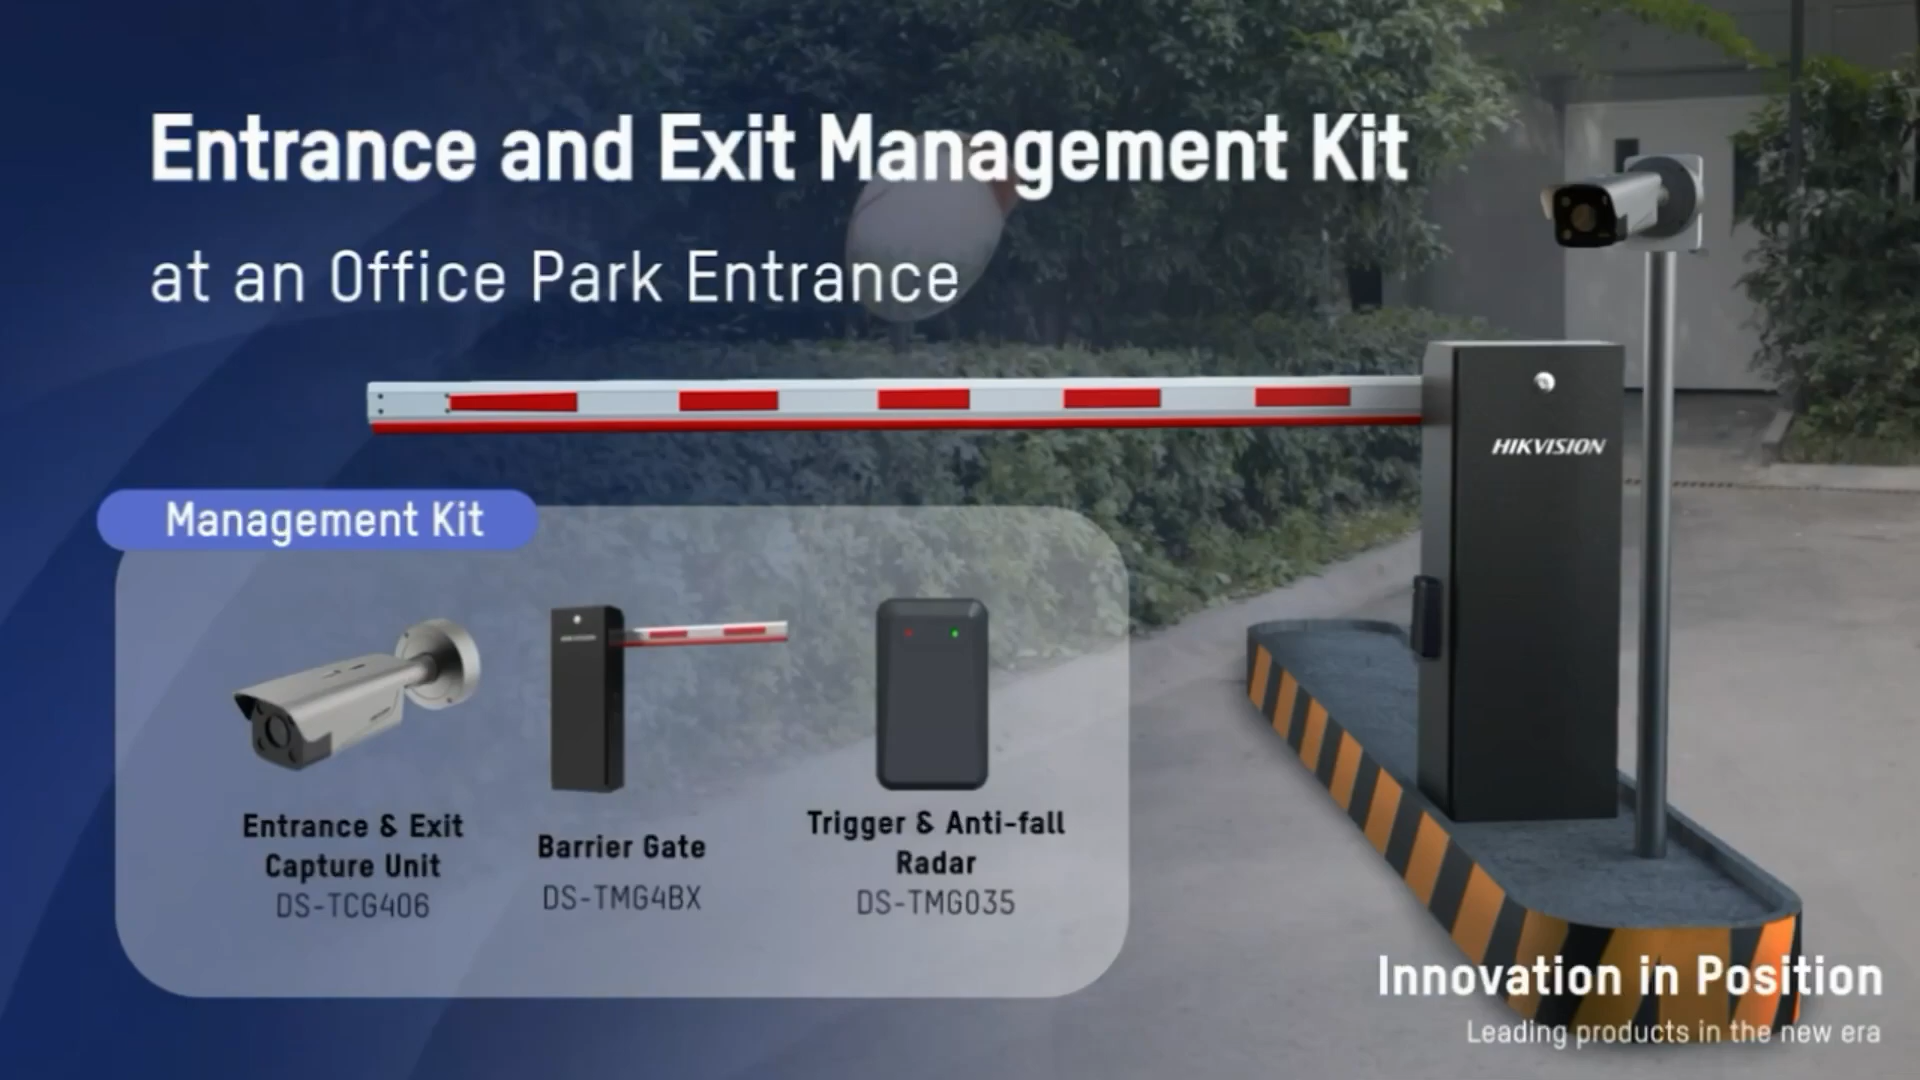 Entrance and Exit Management Kit
at an Office Park Entrance
HIKVISION
Management Kit
Entrance & Exit
Capture Unit
DS-TCG406
Barrier Gate
DS-TMG4BX
Trigger & Anti-fall
Radar
DS-TMG035
Innovation in Position
Leading products in the new era